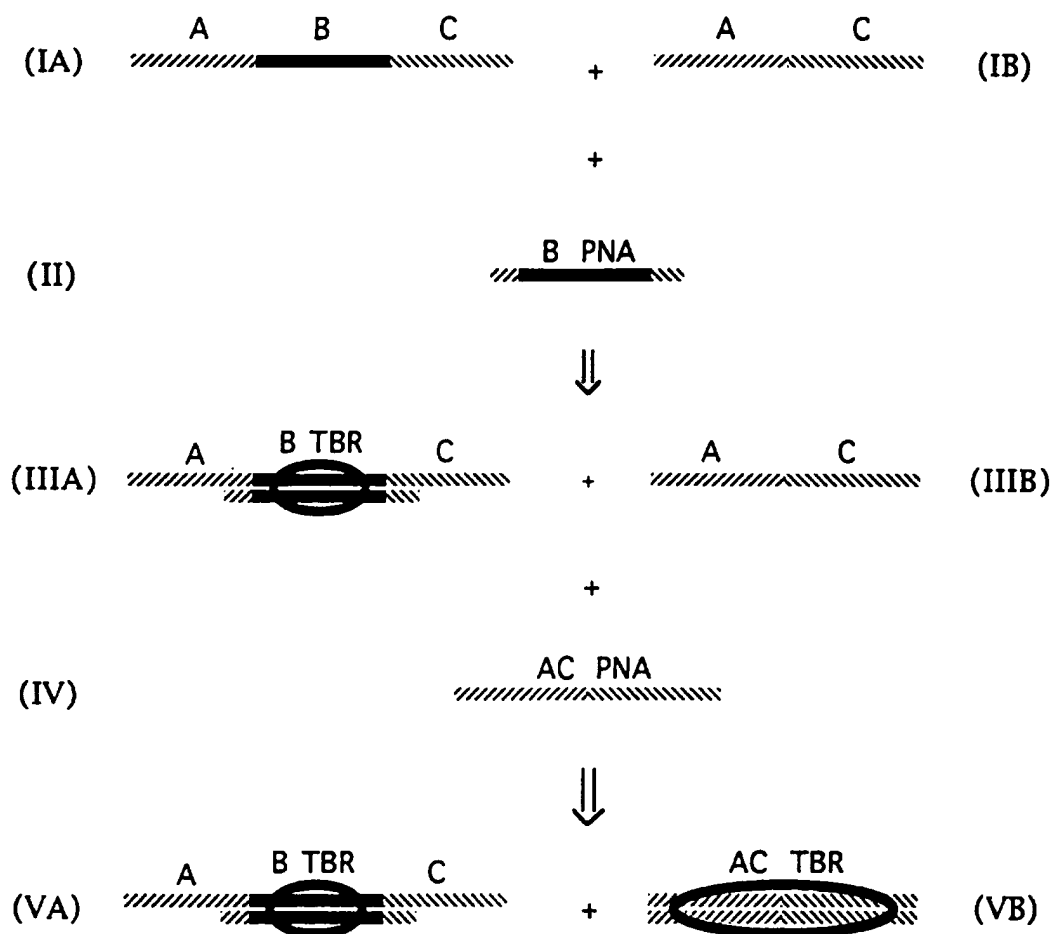 A B C A C
(IA) + (IB)
+
B PNA
(II)
B TBR
A C A C
(IIIA) + (IIIB)
+
AC PNA
(IV)
B TBR AC TBR
A C
(VA) + (VB)